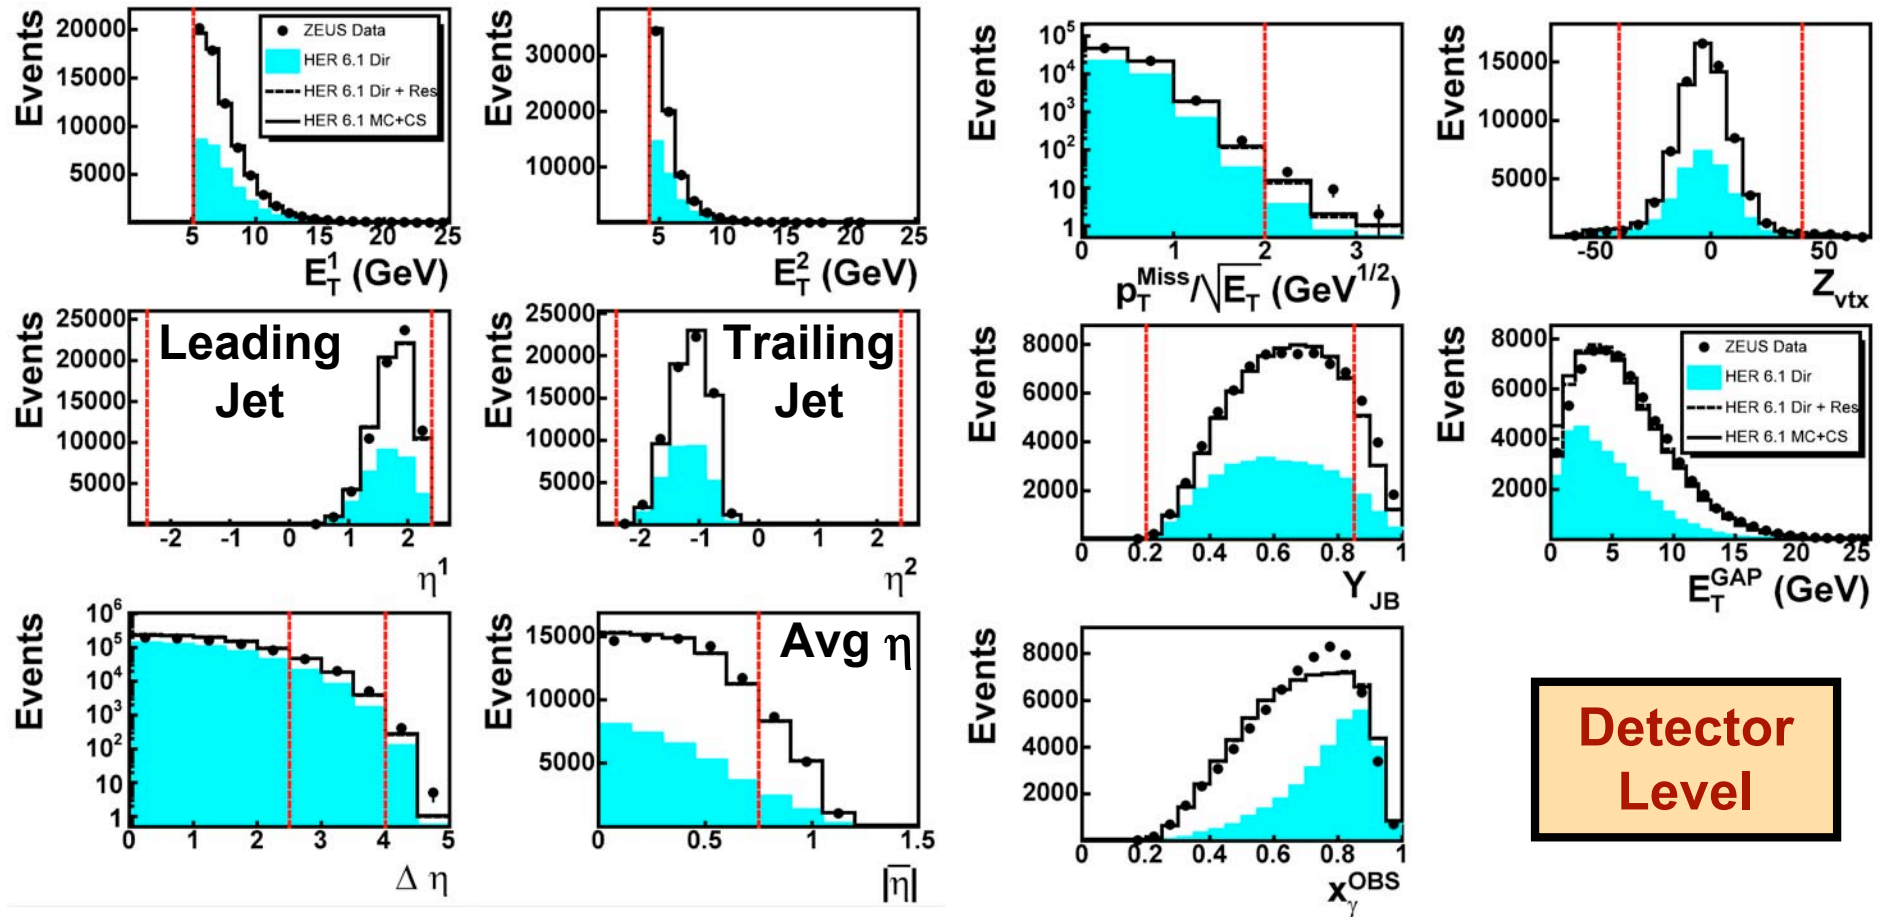 Events
20000
15000
10000
5000
ZEUS Data
HER 6.1 Dir
HER 6.1 Dir + Res
HER 6.1 MC+CS
5 10 15 20 25
E_T^1 (GeV)
Events
30000
20000
10000
5 10 15 20 25
E_T^2 (GeV)
Events
10^5
10^4
10^3
10^2
10
1
0 1 2 3
p_T^Miss/√E_T (GeV^1/2)
Events
15000
10000
5000
-50 0 50
Z_vtx
Events
25000
20000
15000
10000
5000
Leading
Jet
-2 -1 0 1 2
η^1
Events
25000
20000
15000
10000
5000
Trailing
Jet
-2 -1 0 1 2
η^2
Events
8000
6000
4000
2000
0 0.2 0.4 0.6 0.8 1
Y_JB
Events
8000
6000
4000
2000
ZEUS Data
HER 6.1 Dir
HER 6.1 Dir + Res
HER 6.1 MC+CS
0 5 10 15 20 25
E_T^GAP (GeV)
Events
10^6
10^5
10^4
10^3
10^2
10
1
0 1 2 3 4 5
Δ η
Events
15000
10000
5000
Avg η
0 0.5 1 1.5
|η̅|
Events
8000
6000
4000
2000
0 0.2 0.4 0.6 0.8 1
x_γ^OBS
Detector
Level